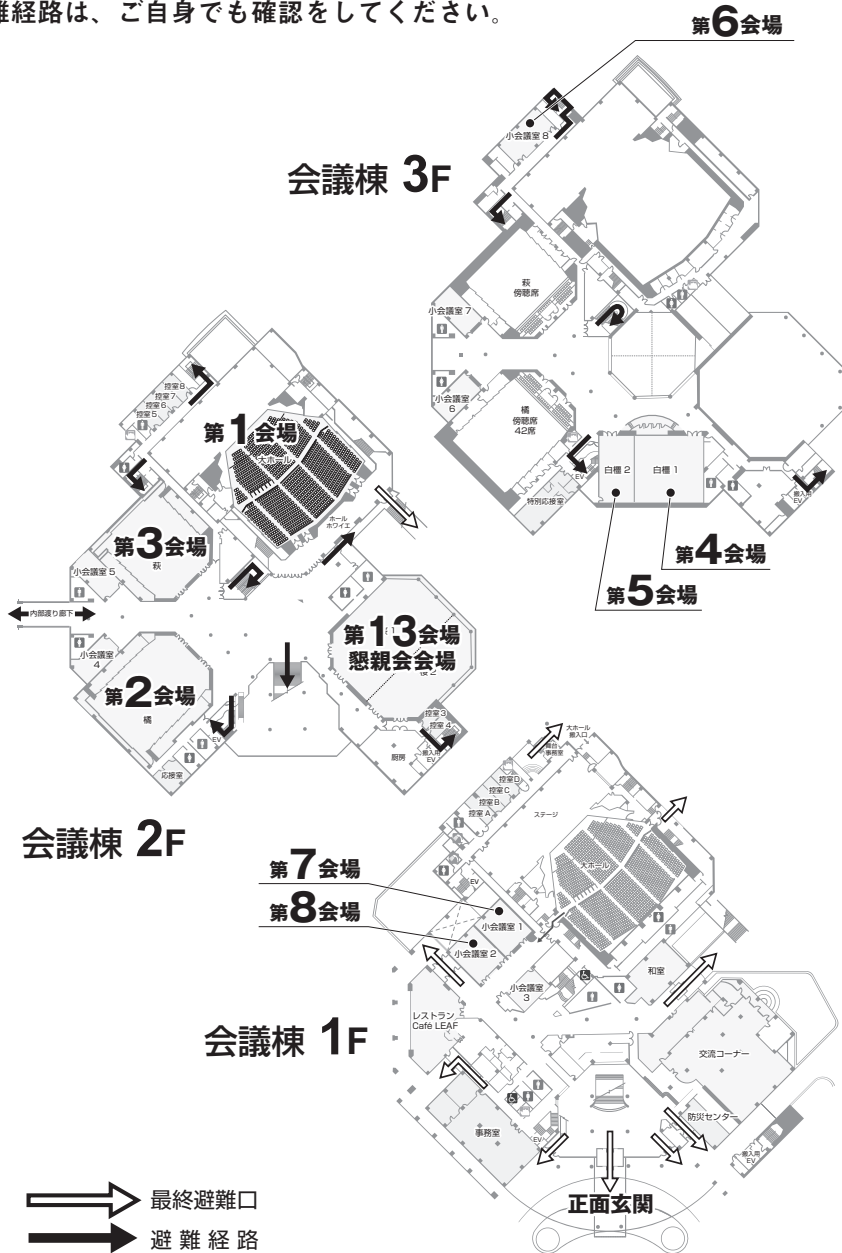 難経路は、ご自身でも確認をしてください。
第6会場
小会議室 8
会議棟 3F
萩
傍聴席
小会議室 7
小会議室
6
橘
傍聴席
42席
EV
特別応接室
白橿 2
白橿 1
搬入用
EV
第4会場
第5会場
控室8
控室7
控室6
控室5
第1会場
大ホール
ホール
ホワイエ
第3会場
萩
小会議室 5
内部渡り廊下
小会議室
4
第2会場
橘
EV
応接室
第13会場
懇親会会場
桜 2
控室 3
控室 4
搬入用
EV
厨房
会議棟 2F
大ホール
搬入口
舞台
事務室
控室D
控室C
控室B
控室 A
ステージ
大ホール
EV
第7会場
第8会場
小会議室 1
小会議室 2
小会議室
3
和室
レストラン
Café LEAF
会議棟 1F
交流コーナー
防災センター
事務室
EV
搬入用
EV
正面玄関
最終避難口
避 難 経 路